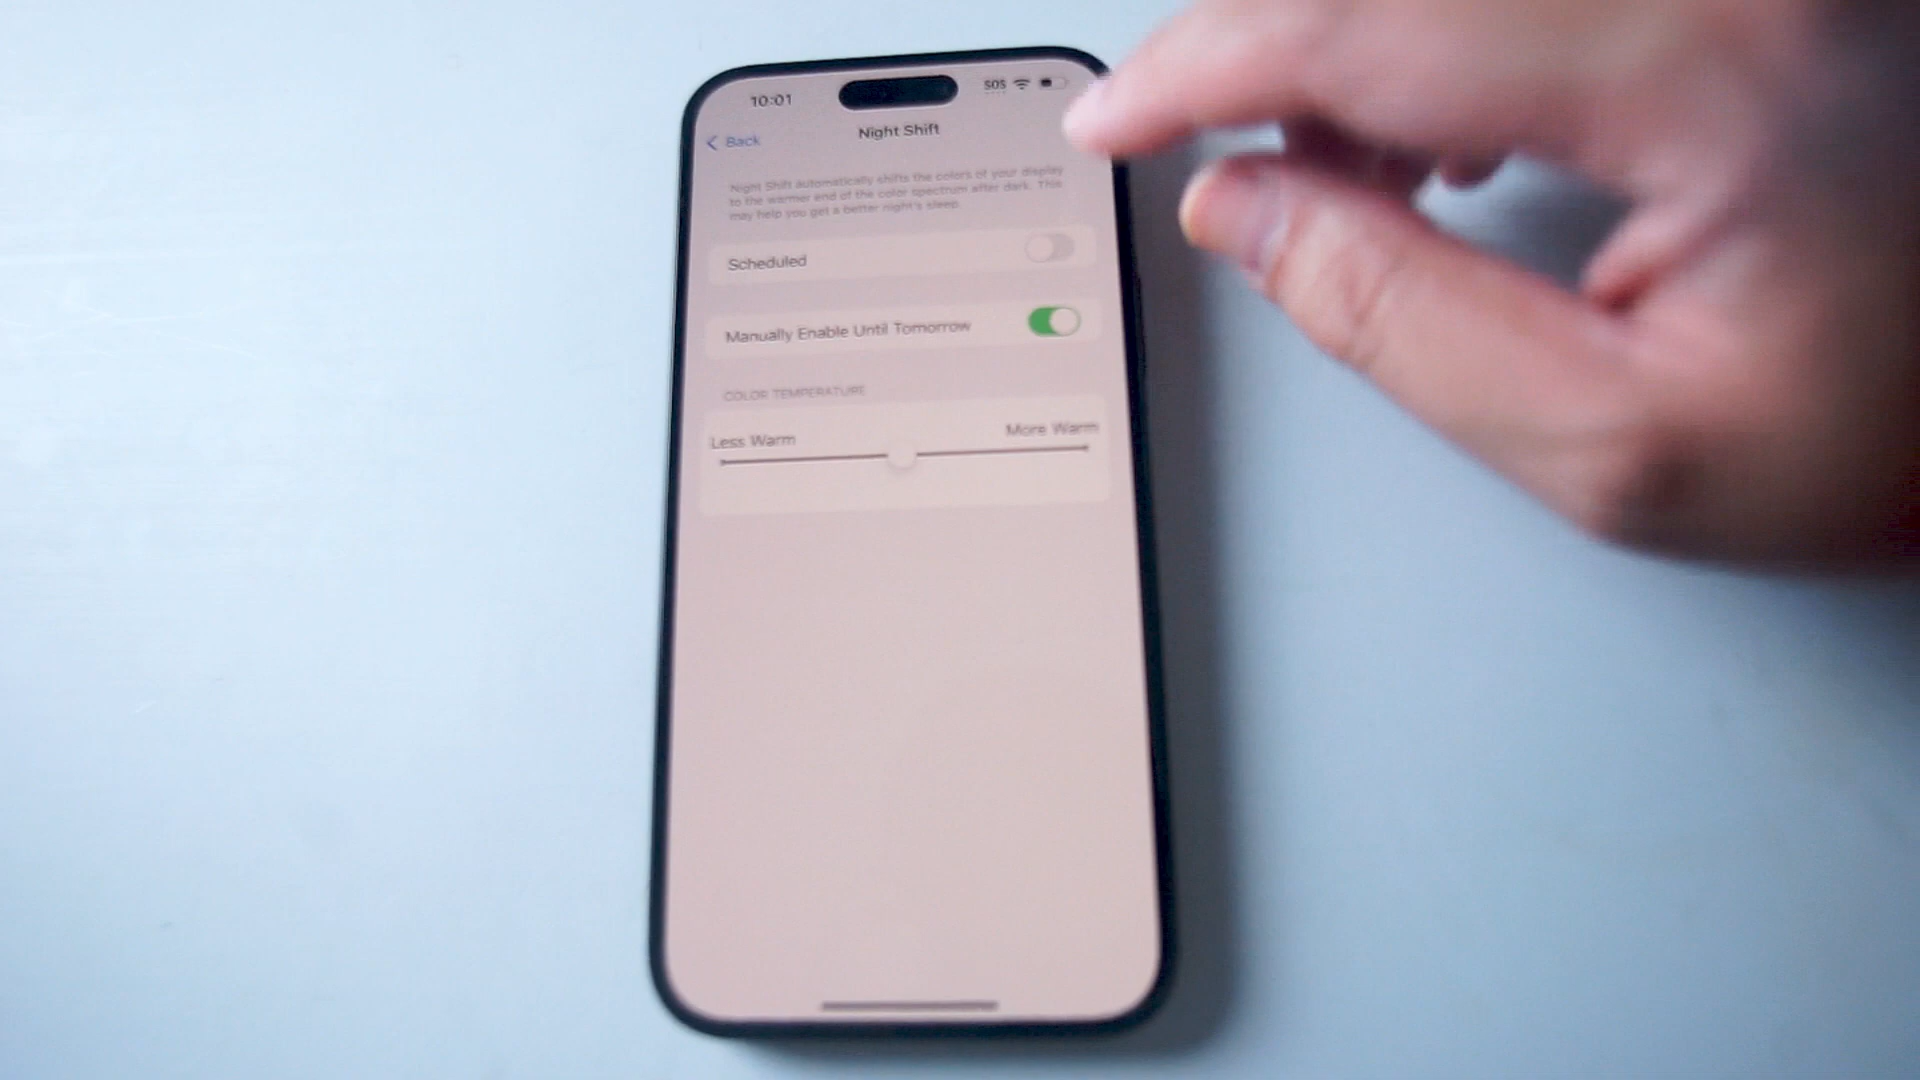 10:01
SOS
Back
Night Shift
Night Shift automatically shifts the colors of your display
to the warmer end of the color spectrum after dark. This
may help you get a better night's sleep.
Scheduled
Manually Enable Until Tomorrow
COLOR TEMPERATURE
Less Warm
More Warm